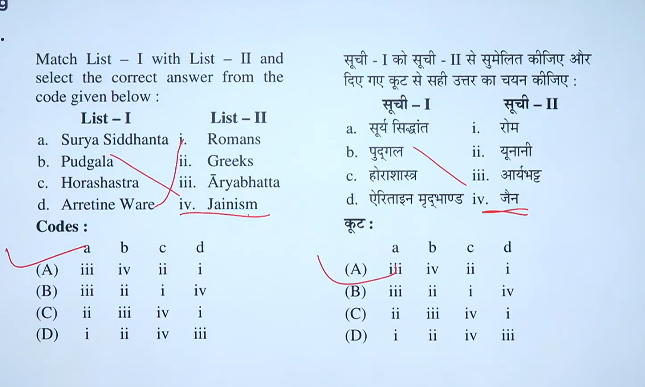 Match List – I with List – II and
select the correct answer from the
code given below :
List – I List – II
a. Surya Siddhanta i. Romans
b. Pudgala ii. Greeks
c. Horashastra iii. Āryabhatta
d. Arretine Ware iv. Jainism
Codes :
a b c d
(A) iii iv ii i
(B) iii ii i iv
(C) ii iii iv i
(D) i ii iv iii
सूची - I को सूची - II से सुमेलित कीजिए और
दिए गए कूट से सही उत्तर का चयन कीजिए :
सूची – I सूची – II
a. सूर्य सिद्धांत i. रोम
b. पुद्गल ii. यूनानी
c. होराशास्त्र iii. आर्यभट्ट
d. ऐरिताइन मृद्भाण्ड iv. जैन
कूट :
a b c d
(A) iii iv ii i
(B) iii ii i iv
(C) ii iii iv i
(D) i ii iv iii